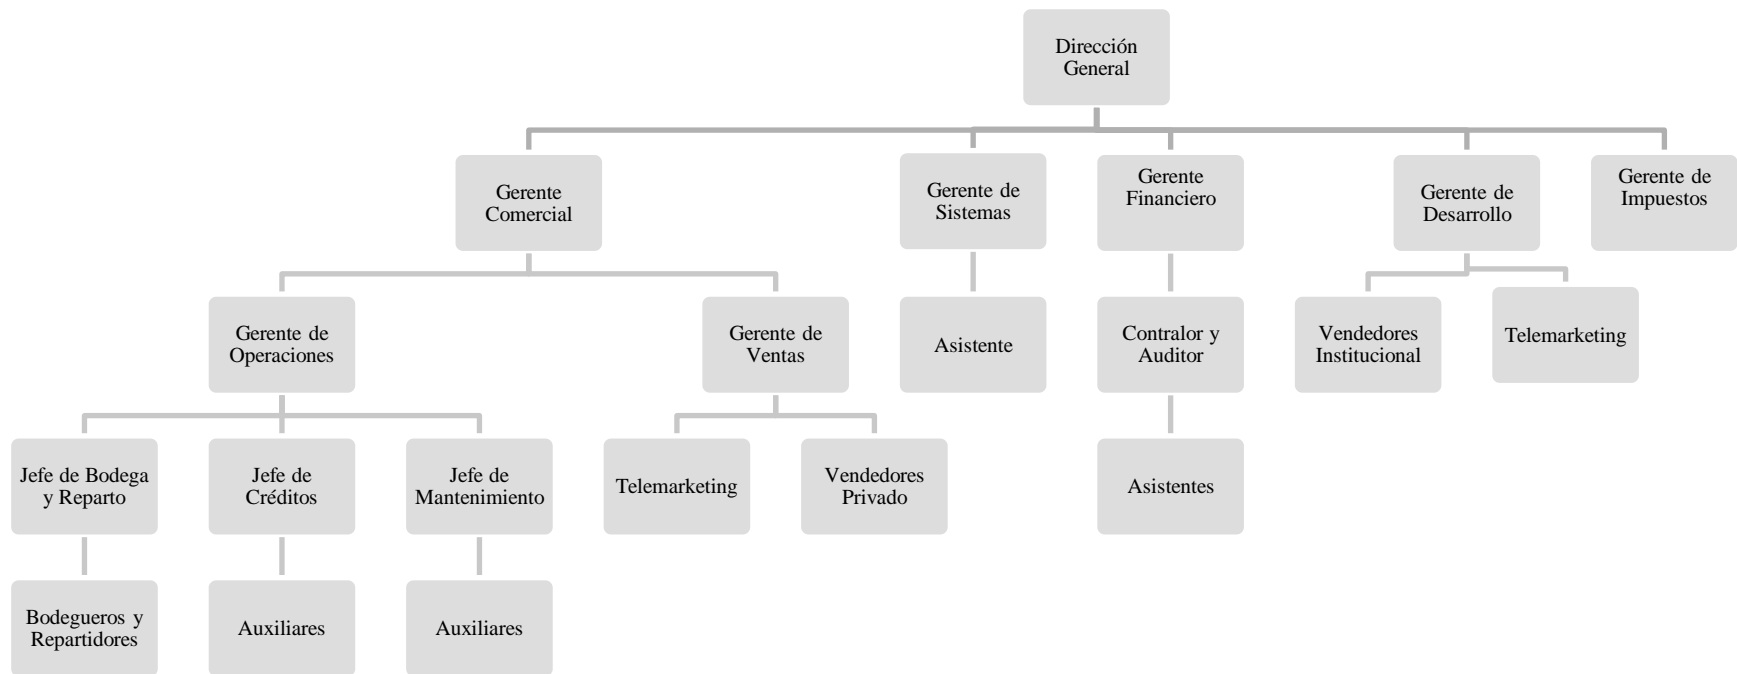 Dirección
General
Gerente
Comercial
Gerente de
Sistemas
Gerente
Financiero
Gerente de
Desarrollo
Gerente de
Impuestos
Gerente de
Operaciones
Gerente de
Ventas
Asistente
Contralor y
Auditor
Vendedores
Institucional
Telemarketing
Jefe de Bodega
y Reparto
Jefe de
Créditos
Jefe de
Mantenimiento
Telemarketing
Vendedores
Privado
Asistentes
Bodegueros y
Repartidores
Auxiliares
Auxiliares